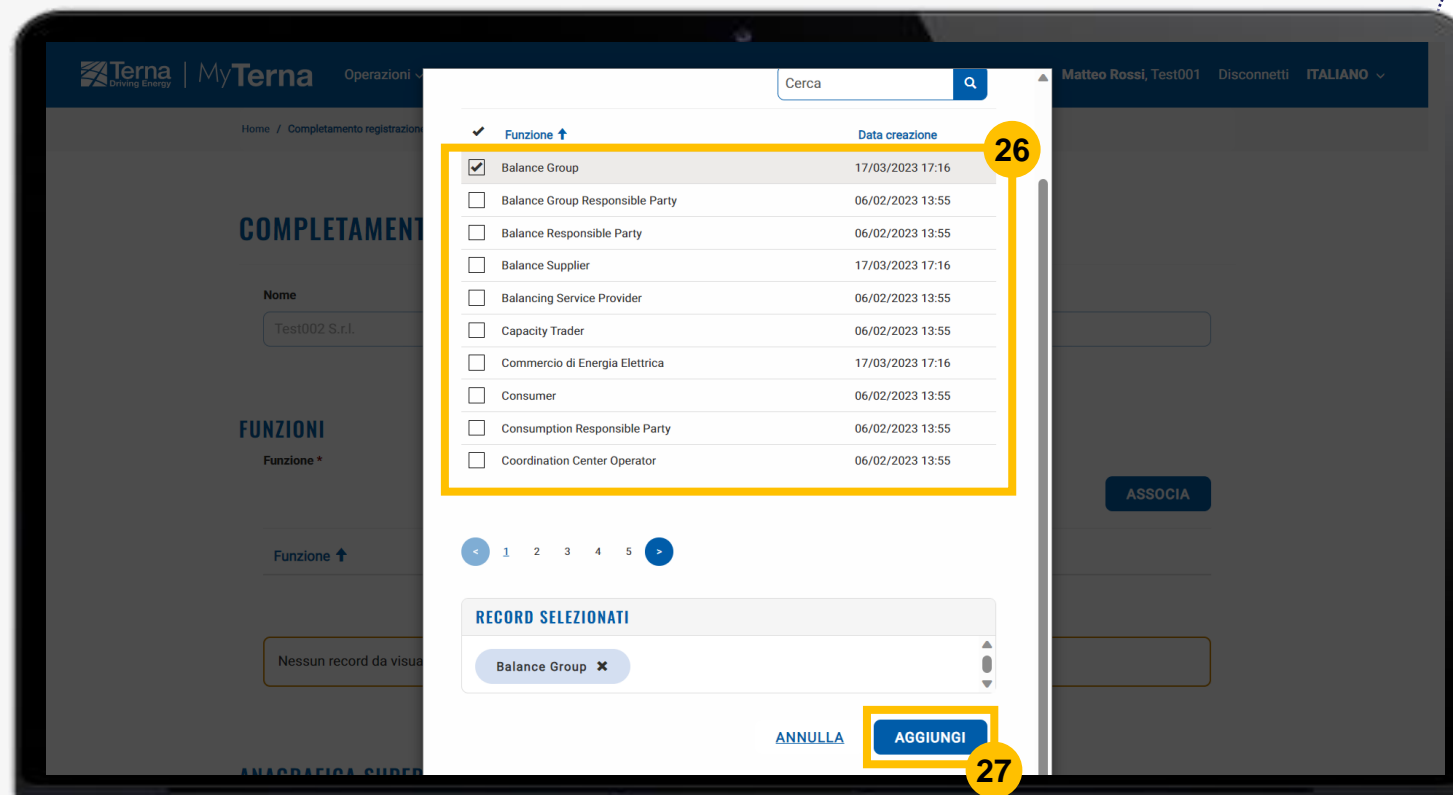 Terna
Driving Energy
MyTerna
Operazioni
Matteo Rossi, Test001
Disconnetti
ITALIANO
Home / Completamento registrazione
COMPLETAMENT
Nome
Test002 S.r.l.
FUNZIONI
Funzione *
ASSOCIA
Funzione
Nessun record da visua
Cerca
Funzione Data creazione
26
Balance Group 17/03/2023 17:16
Balance Group Responsible Party 06/02/2023 13:55
Balance Responsible Party 06/02/2023 13:55
Balance Supplier 17/03/2023 17:16
Balancing Service Provider 06/02/2023 13:55
Capacity Trader 06/02/2023 13:55
Commercio di Energia Elettrica 17/03/2023 17:16
Consumer 06/02/2023 13:55
Consumption Responsible Party 06/02/2023 13:55
Coordination Center Operator 06/02/2023 13:55
< 1 2 3 4 5 >
RECORD SELEZIONATI
Balance Group ✖
ANNULLA AGGIUNGI
27